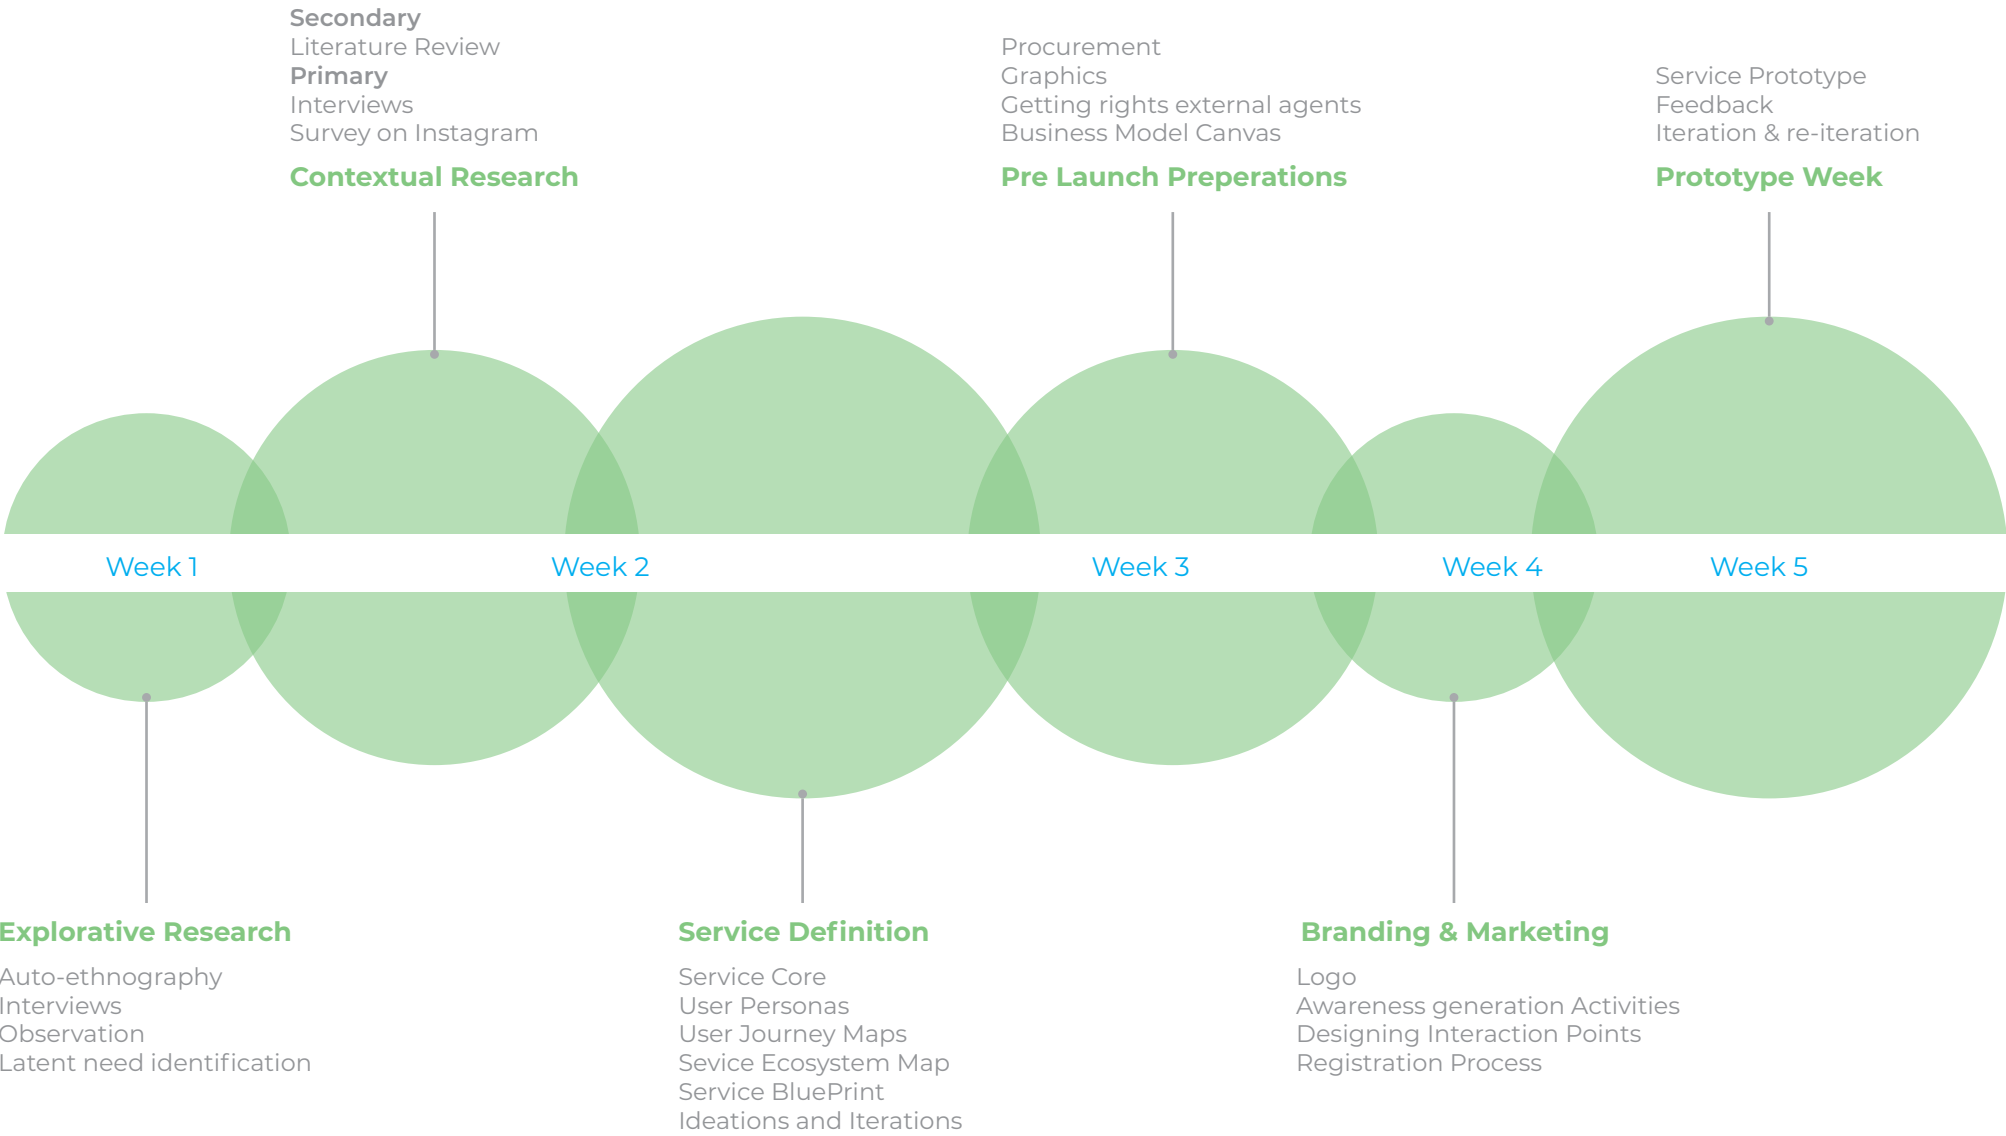 Secondary
Literature Review
Primary
Interviews
Survey on Instagram
Contextual Research
Procurement
Graphics
Getting rights external agents
Business Model Canvas
Pre Launch Preperations
Service Prototype
Feedback
Iteration & re-iteration
Prototype Week
Week 1
Week 2
Week 3
Week 4
Week 5
Explorative Research
Auto-ethnography
Interviews
Observation
Latent need identification
Service Definition
Service Core
User Personas
User Journey Maps
Sevice Ecosystem Map
Service BluePrint
Ideations and Iterations
Branding & Marketing
Logo
Awareness generation Activities
Designing Interaction Points
Registration Process